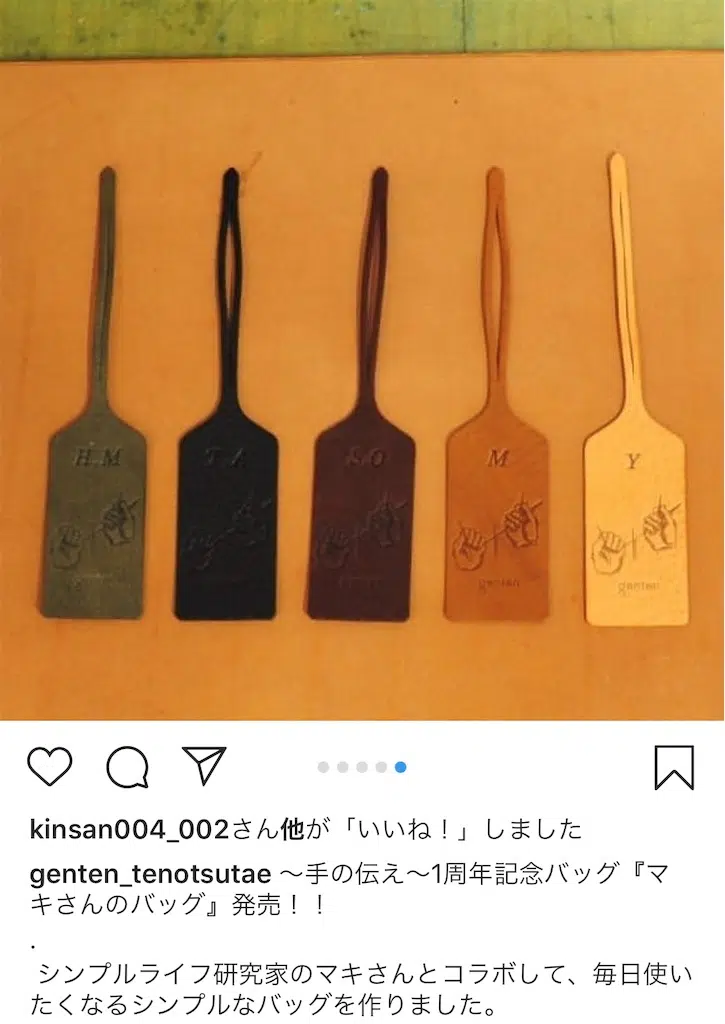 H.M
T.A
S.O
M
Y
genten
genten
genten
kinsan004_002さん他が「いいね！」しました
genten_tenotsutae 〜手の伝え〜1周年記念バッグ『マ
キさんのバッグ』発売！！
.
シンプルライフ研究家のマキさんとコラボして、毎日使い
たくなるシンプルなバッグを作りました。